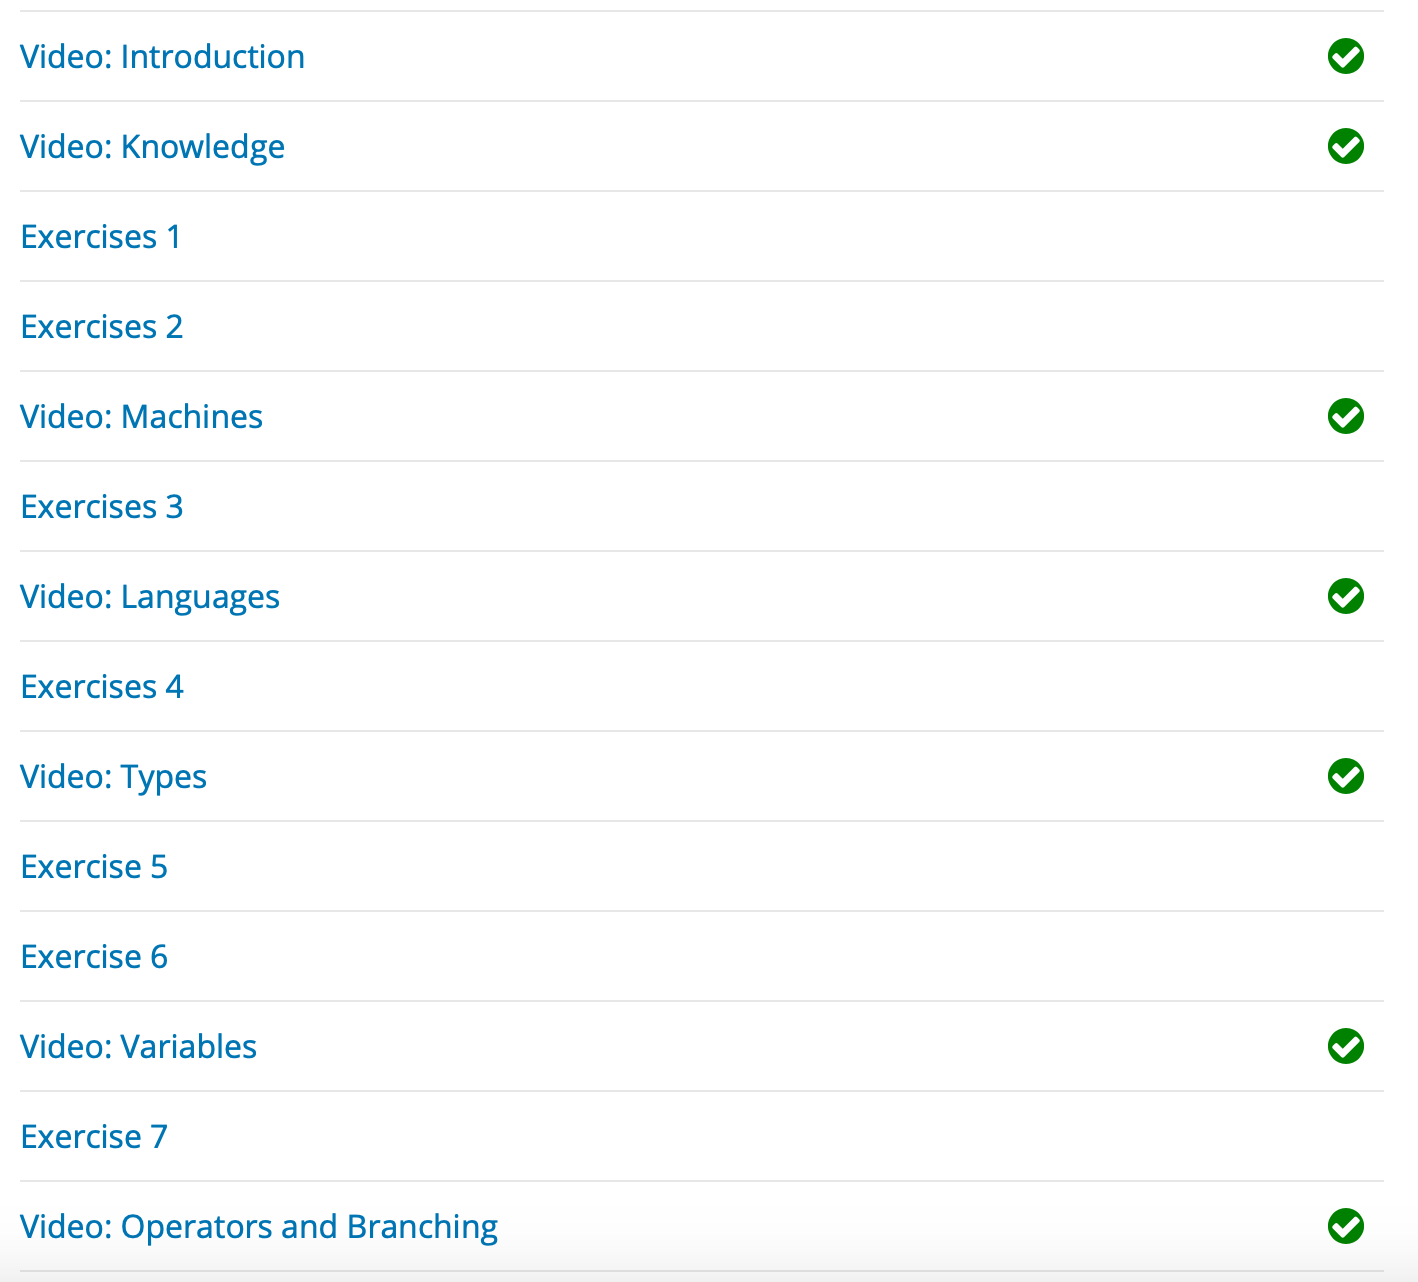 Video: Introduction
Video: Knowledge
Exercises 1
Exercises 2
Video: Machines
Exercises 3
Video: Languages
Exercises 4
Video: Types
Exercise 5
Exercise 6
Video: Variables
Exercise 7
Video: Operators and Branching